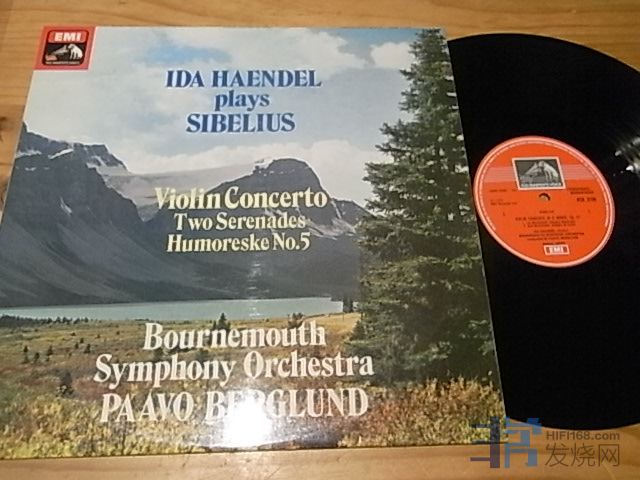 EMI
IDA HAENDEL
plays
SIBELIUS
Violin Concerto
Two Serenades
Humoreske No.5
Bournemouth
Symphony Orchestra
PAAVO BERGLUND
EMI
HIFI168.com
发烧网